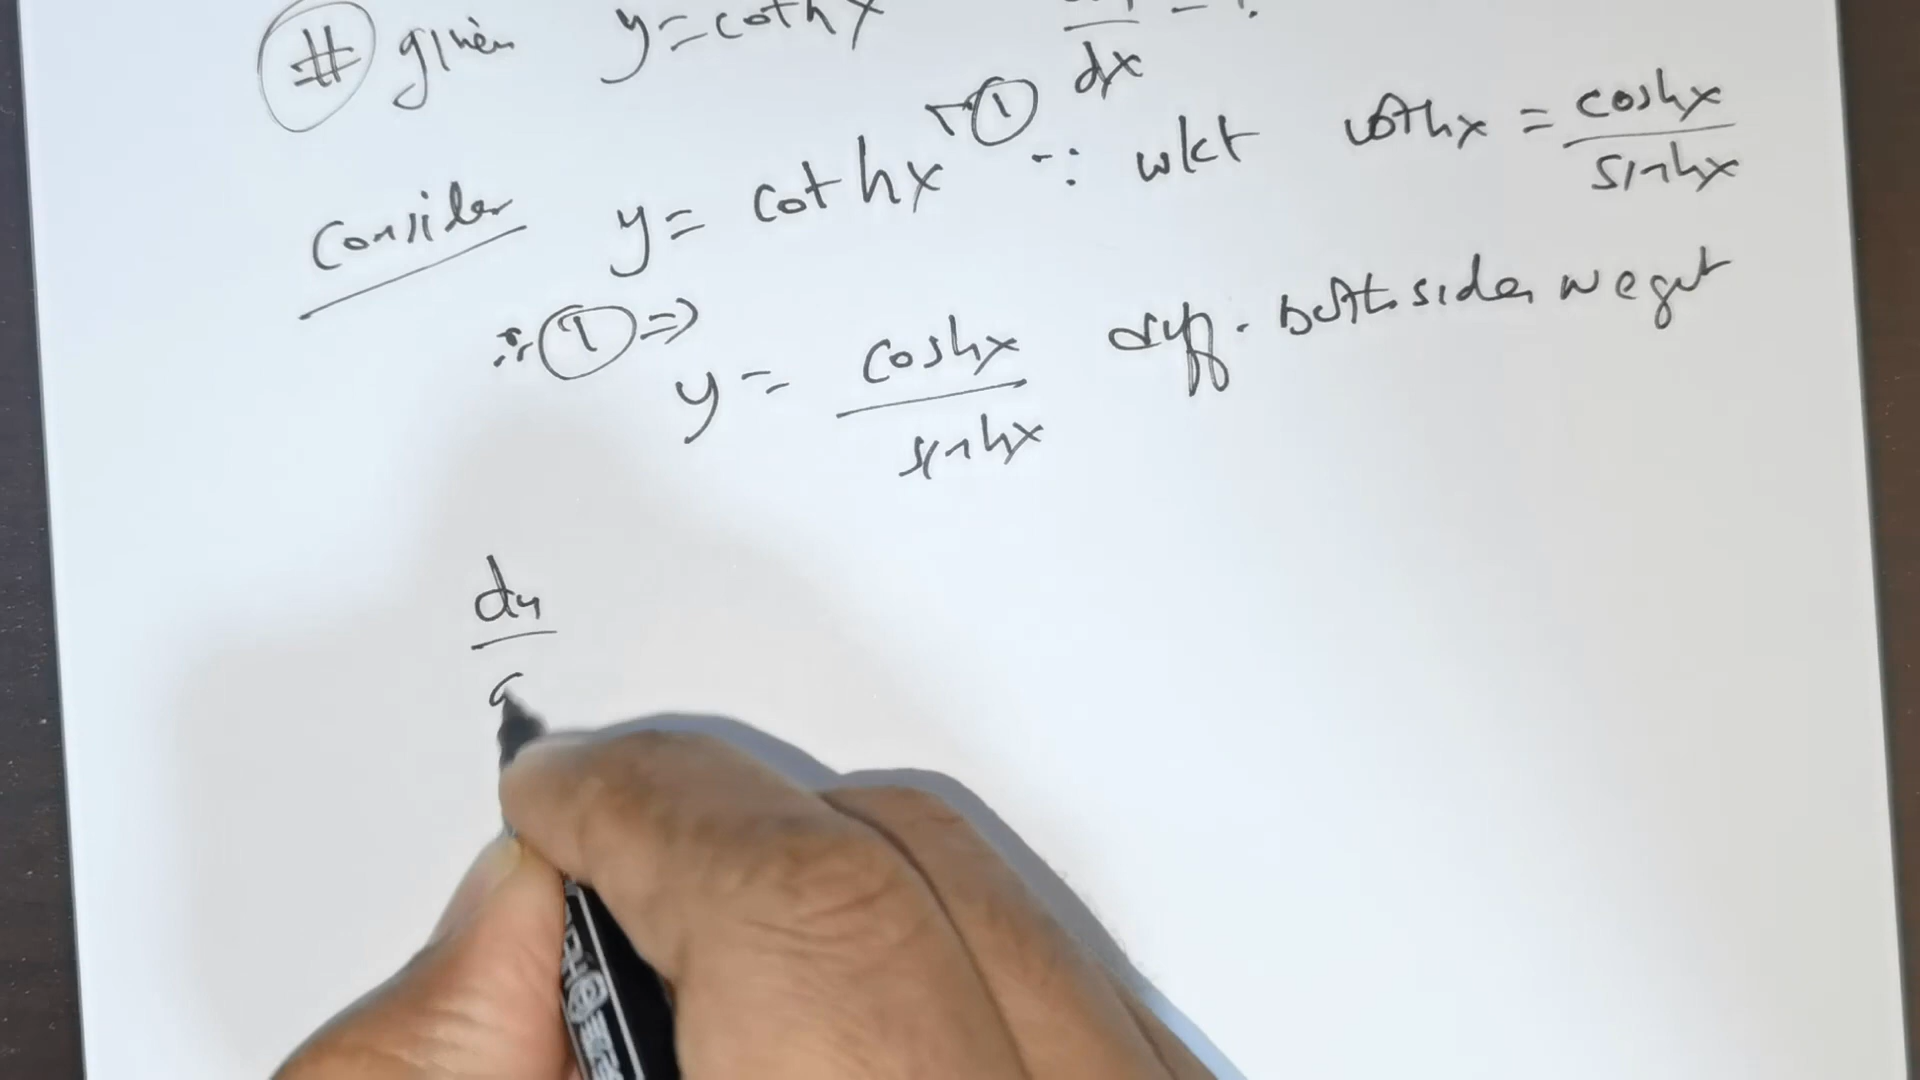 # given y = coth x dy/dx = ?
Consider y = coth x → ① ∵ wkt coth x = cosh x / sinh x
∴ ① ⇒
y = cosh x / sinh x diff. both sides we get
dy